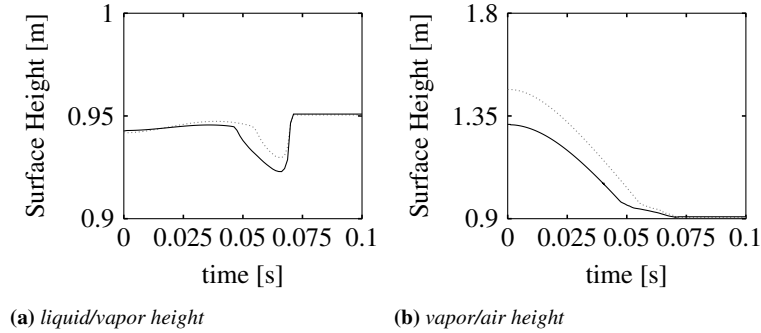 1
0.95
0.9
0 0.025 0.05 0.075 0.1
Surface Height [m]
time [s]
1.8
1.35
0.9
0 0.025 0.05 0.075 0.1
Surface Height [m]
time [s]
(a) liquid/vapor height
(b) vapor/air height